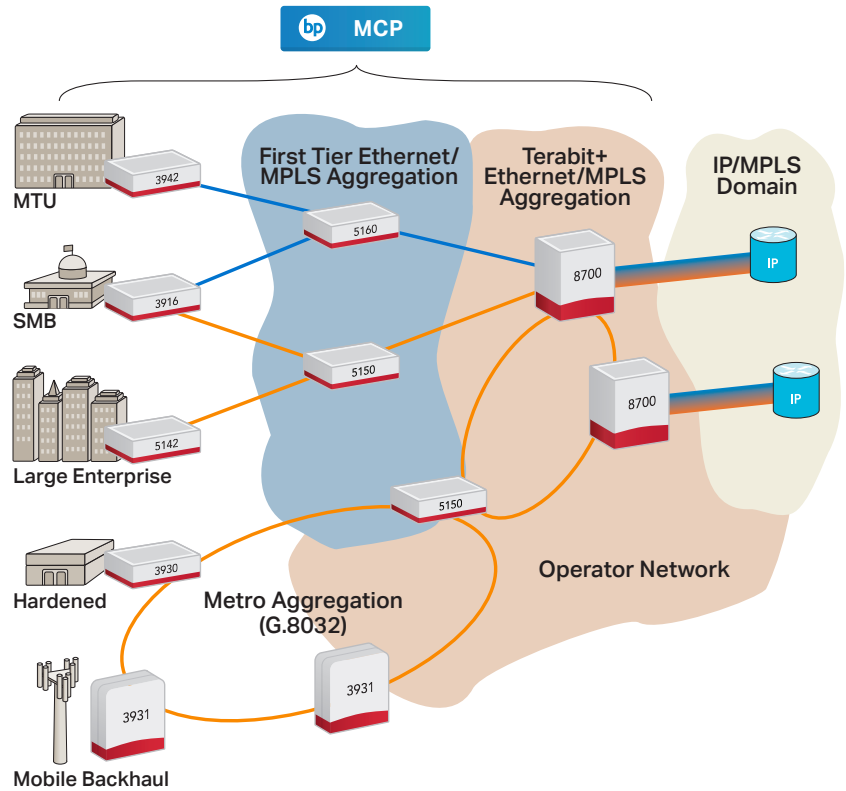 bp MCP
First Tier Ethernet/
MPLS Aggregation
Terabit+
Ethernet/MPLS
Aggregation
IP/MPLS
Domain
3942
MTU
5160
8700
IP
3916
SMB
5150
8700
IP
5142
Large Enterprise
5150
3930
Hardened
Metro Aggregation
(G.8032)
Operator Network
3931
3931
Mobile Backhaul